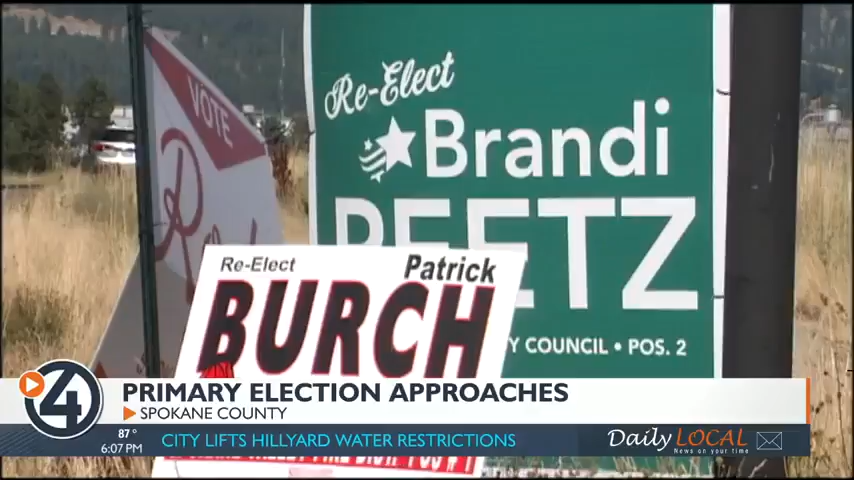 VOTE
Re-Elect
Brandi
PEETZ
Y COUNCIL • POS. 2
Re-Elect
Patrick
BURCH
4
PRIMARY ELECTION APPROACHES
SPOKANE COUNTY
87°
6:07 PM
CITY LIFTS HILLYARD WATER RESTRICTIONS
Daily LOCAL
News on your time